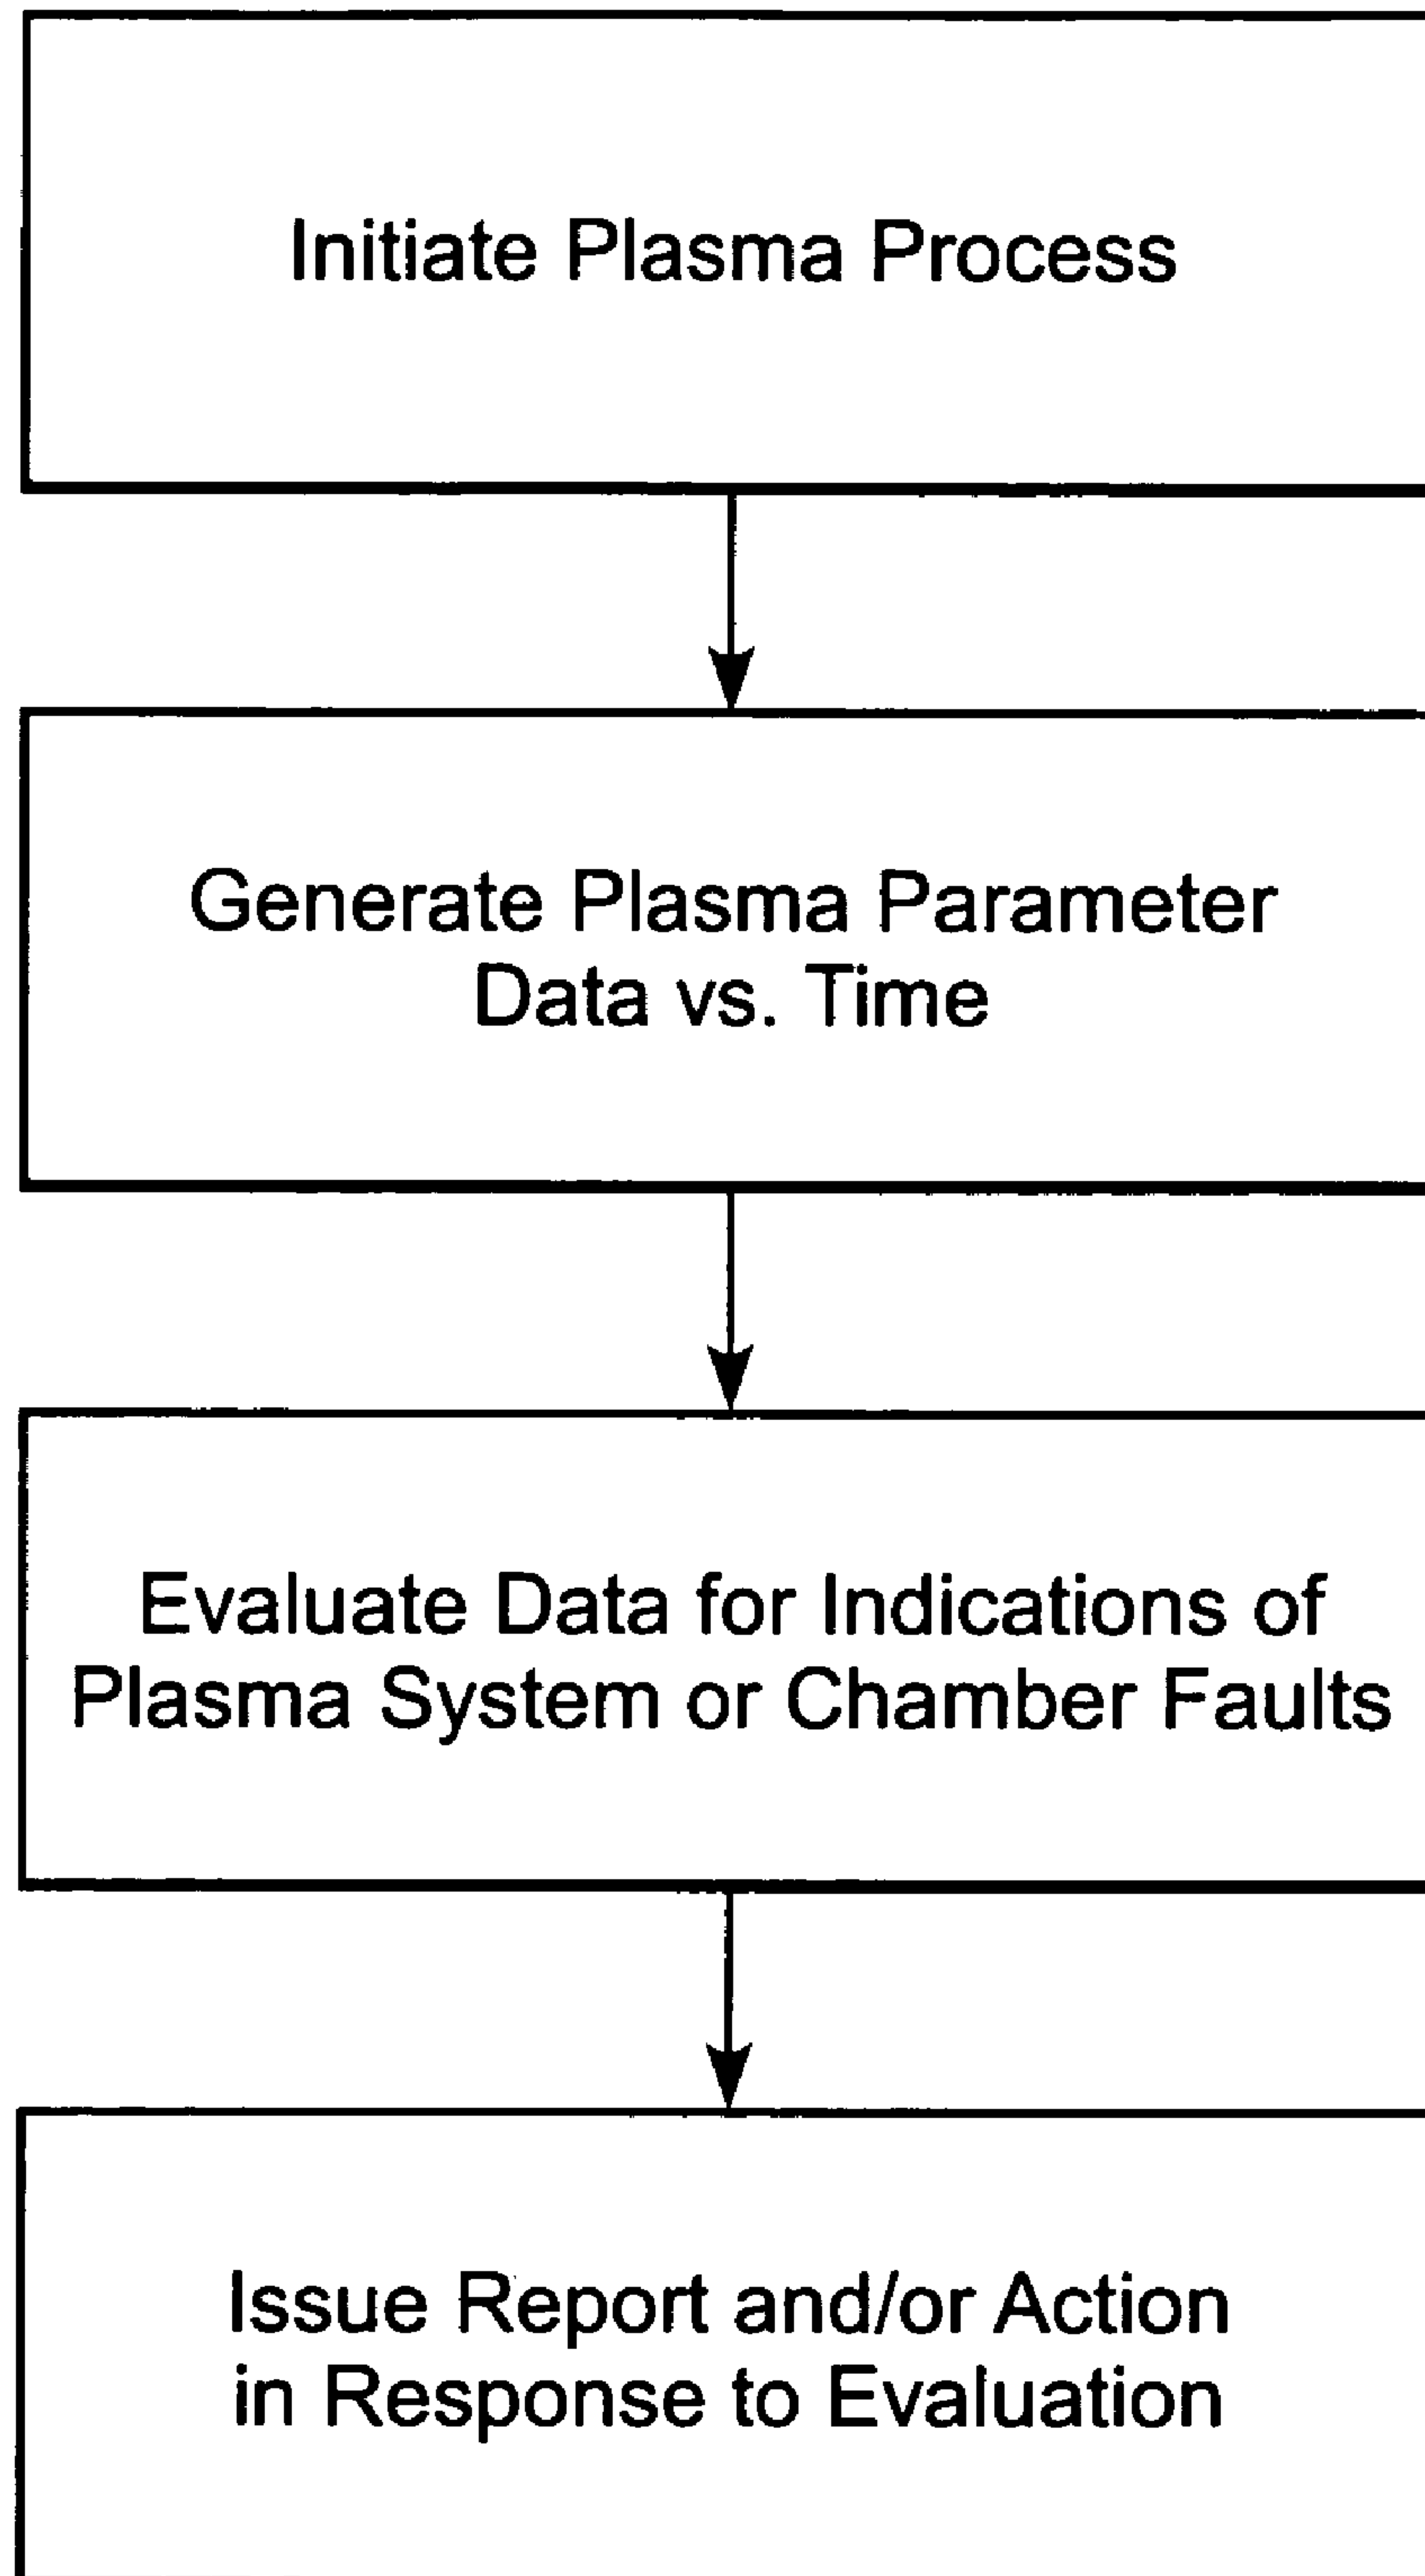 Initiate Plasma Process
Generate Plasma Parameter
Data vs. Time
Evaluate Data for Indications of
Plasma System or Chamber Faults
Issue Report and/or Action
in Response to Evaluation